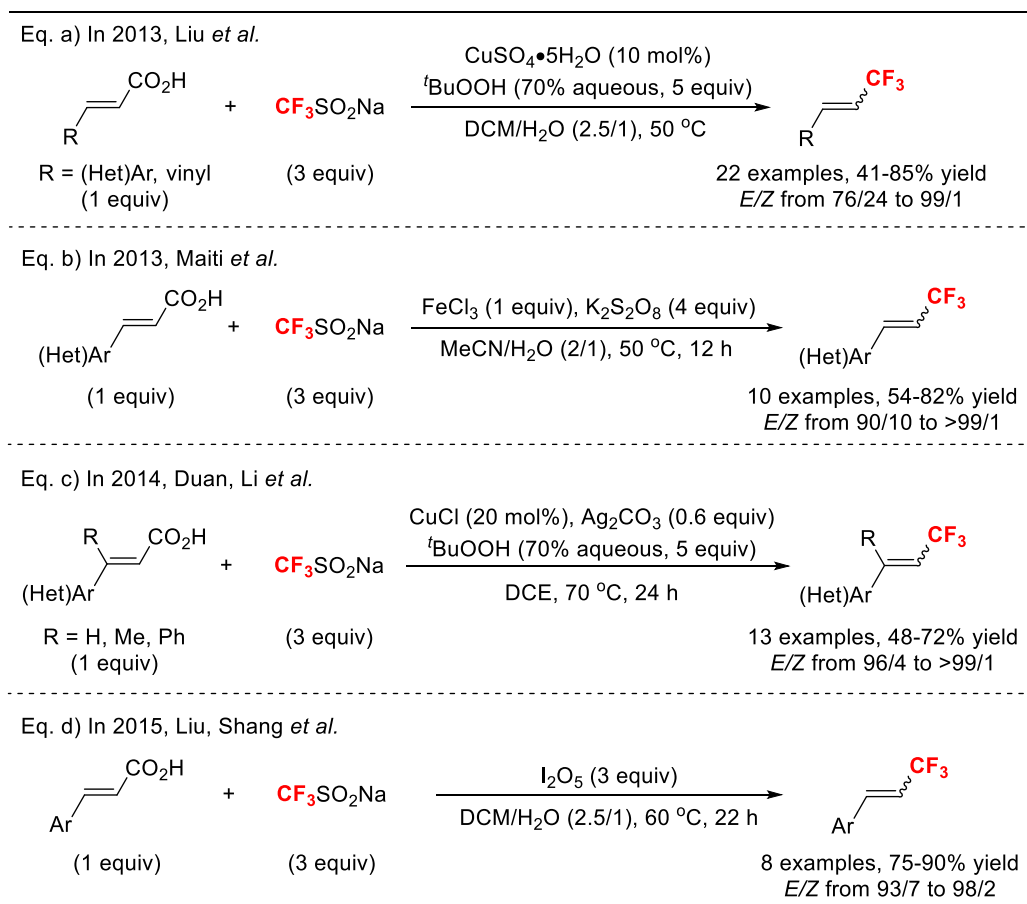 Eq. a) In 2013, Liu et al.
CO2H
R
+
CF3SO2Na
CuSO4•5H2O (10 mol%)
tBuOOH (70% aqueous, 5 equiv)
DCM/H2O (2.5/1), 50 oC
CF3
R
R = (Het)Ar, vinyl
(1 equiv)
(3 equiv)
22 examples, 41-85% yield
E/Z from 76/24 to 99/1
Eq. b) In 2013, Maiti et al.
CO2H
(Het)Ar
+
CF3SO2Na
FeCl3 (1 equiv), K2S2O8 (4 equiv)
MeCN/H2O (2/1), 50 oC, 12 h
CF3
(Het)Ar
(1 equiv)
(3 equiv)
10 examples, 54-82% yield
E/Z from 90/10 to >99/1
Eq. c) In 2014, Duan, Li et al.
R
CO2H
(Het)Ar
+
CF3SO2Na
CuCl (20 mol%), Ag2CO3 (0.6 equiv)
tBuOOH (70% aqueous, 5 equiv)
DCE, 70 oC, 24 h
R
CF3
(Het)Ar
R = H, Me, Ph
(1 equiv)
(3 equiv)
13 examples, 48-72% yield
E/Z from 96/4 to >99/1
Eq. d) In 2015, Liu, Shang et al.
CO2H
Ar
+
CF3SO2Na
I2O5 (3 equiv)
DCM/H2O (2.5/1), 60 oC, 22 h
CF3
Ar
(1 equiv)
(3 equiv)
8 examples, 75-90% yield
E/Z from 93/7 to 98/2